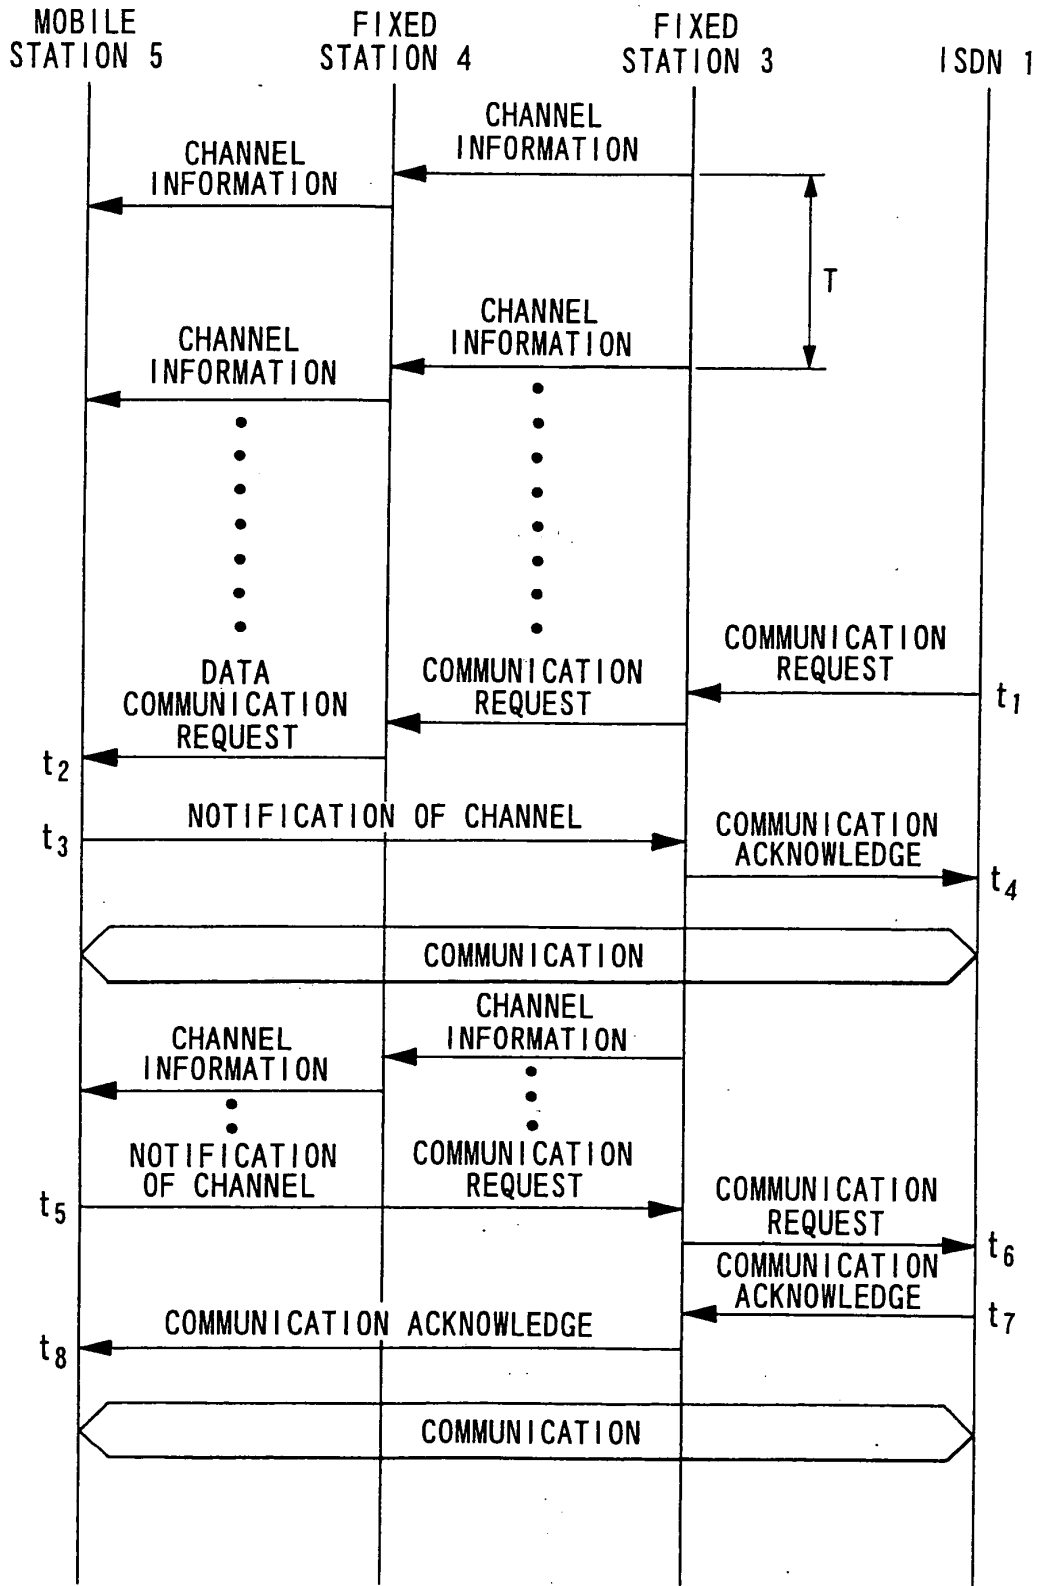 MOBILE
STATION 5
FIXED
STATION 4
FIXED
STATION 3
ISDN 1
CHANNEL
INFORMATION
CHANNEL
INFORMATION
T
CHANNEL
INFORMATION
CHANNEL
INFORMATION
COMMUNICATION
REQUEST
t1
COMMUNICATION
REQUEST
DATA
COMMUNICATION
REQUEST
t2
NOTIFICATION OF CHANNEL
t3
COMMUNICATION
ACKNOWLEDGE
t4
COMMUNICATION
CHANNEL
INFORMATION
CHANNEL
INFORMATION
NOTIFICATION
OF CHANNEL
COMMUNICATION
REQUEST
t5
COMMUNICATION
REQUEST
t6
COMMUNICATION
ACKNOWLEDGE
t7
COMMUNICATION ACKNOWLEDGE
t8
COMMUNICATION